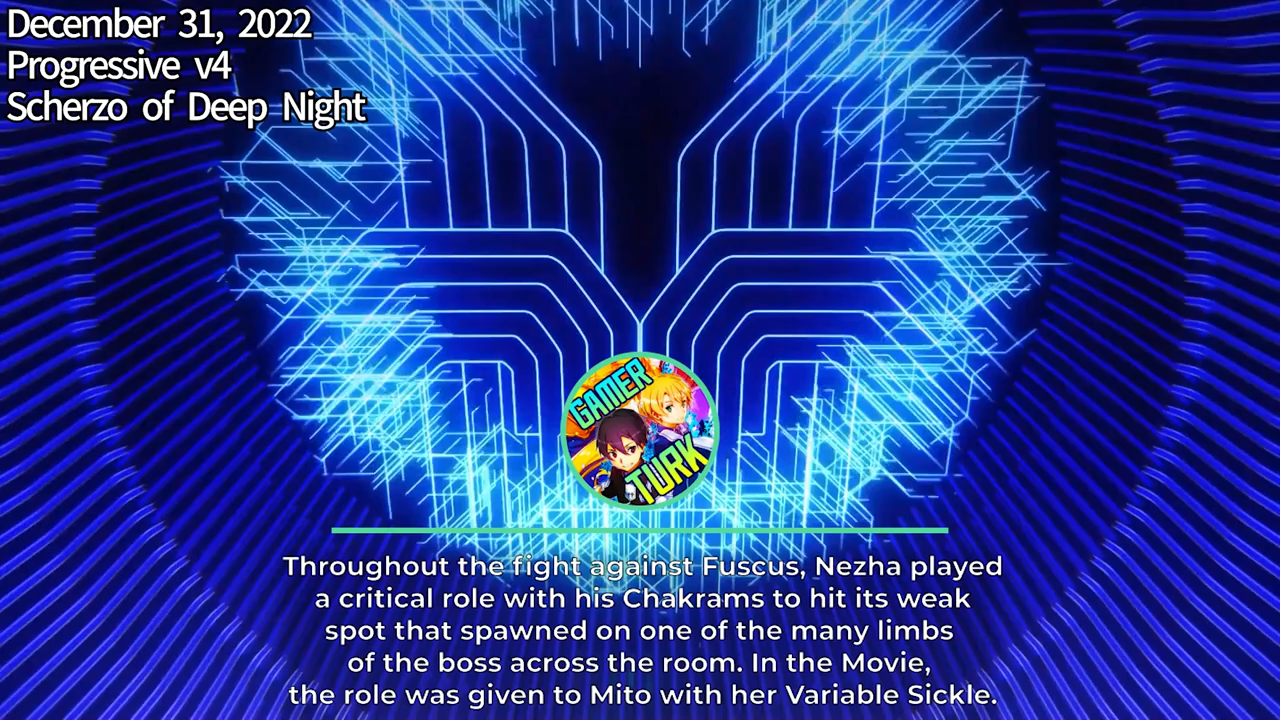 December 31, 2022
Progressive v4
Scherzo of Deep Night
GAMER
TURK
Throughout the fight against Fuscus, Nezha played
a critical role with his Chakrams to hit its weak
spot that spawned on one of the many limbs
of the boss across the room. In the Movie,
the role was given to Mito with her Variable Sickle.